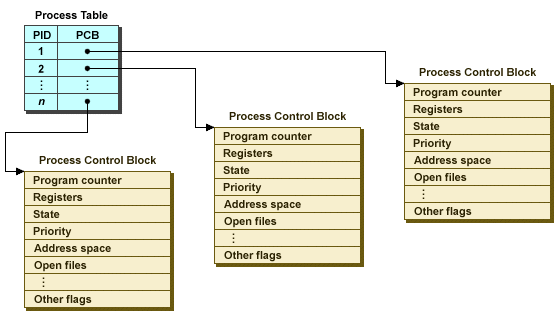 Process Table
PID PCB
1
2
⋮ ⋮
n
Process Control Block
Program counter
Registers
State
Priority
Address space
Open files
⋮
Other flags
Process Control Block
Program counter
Registers
State
Priority
Address space
Open files
⋮
Other flags
Process Control Block
Program counter
Registers
State
Priority
Address space
Open files
⋮
Other flags